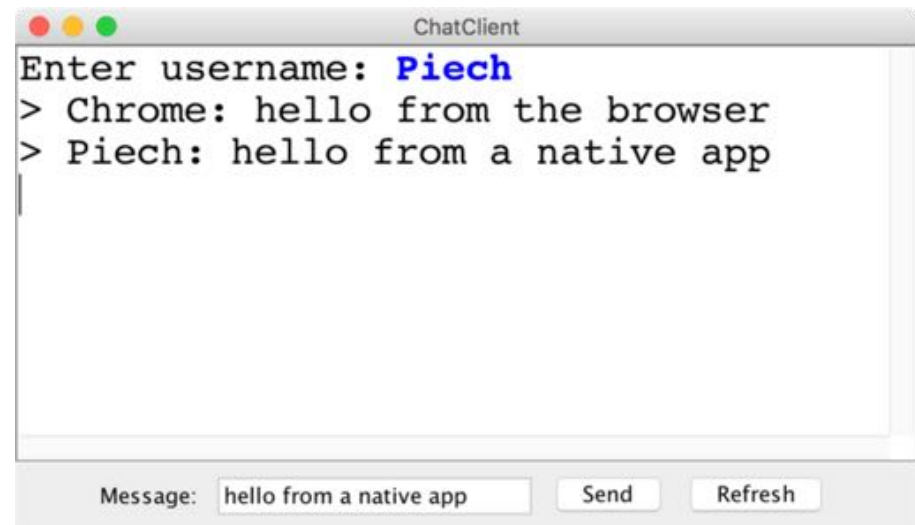 ChatClient
Enter username: Piech
> Chrome: hello from the browser
> Piech: hello from a native app
Message: hello from a native app Send Refresh